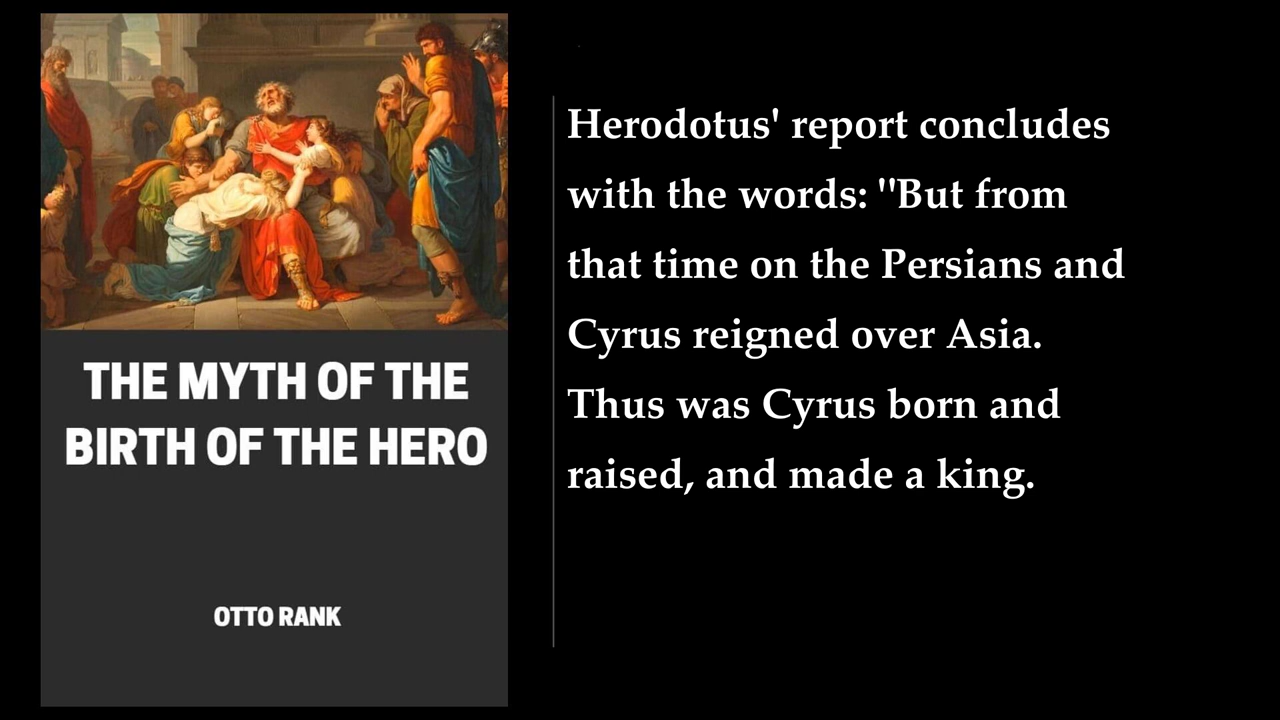 THE MYTH OF THE
BIRTH OF THE HERO
OTTO RANK
Herodotus' report concludes
with the words: "But from
that time on the Persians and
Cyrus reigned over Asia.
Thus was Cyrus born and
raised, and made a king.